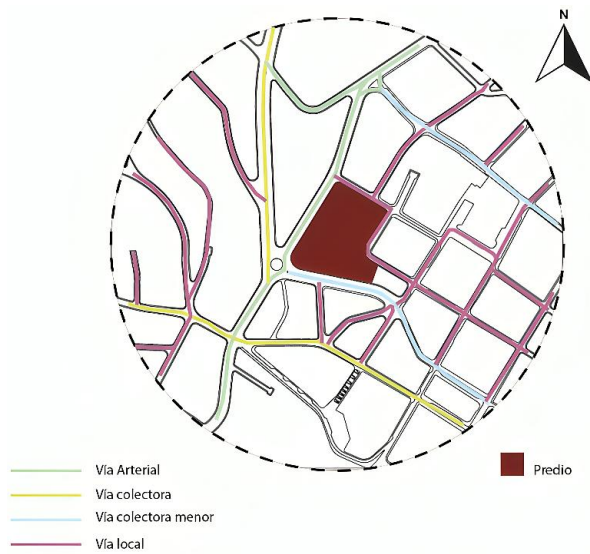 N
Vía Arterial
Vía colectora
Vía colectora menor
Vía local
Predio